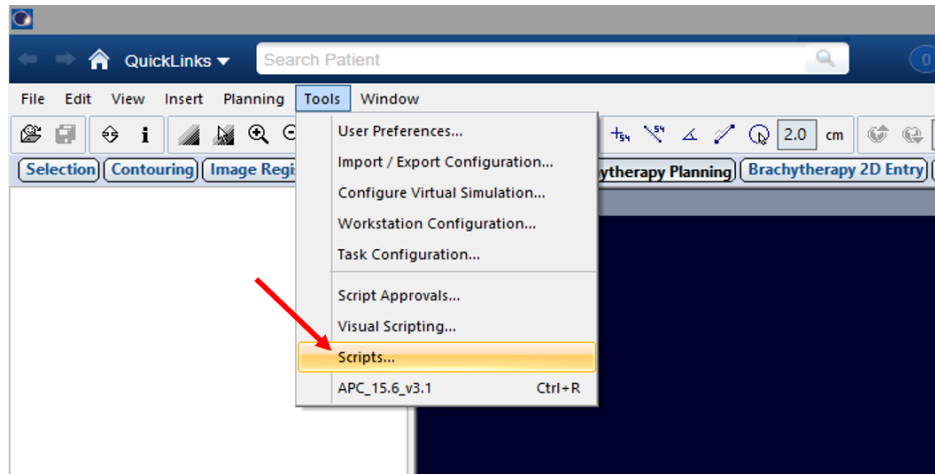 QuickLinks
Search Patient
0
File Edit View Insert Planning Tools Window
2.0 cm
Selection Contouring Image Regi ytherapy Planning Brachytherapy 2D Entry
User Preferences...
Import / Export Configuration...
Configure Virtual Simulation...
Workstation Configuration...
Task Configuration...
Script Approvals...
Visual Scripting...
Scripts...
APC_15.6_v3.1 Ctrl+R